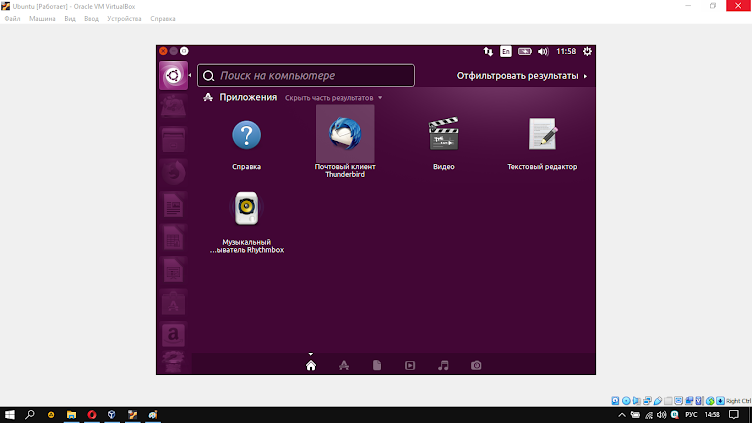 Ubuntu [Работает] - Oracle VM VirtualBox
Файл Машина Вид Ввод Устройства Справка
En 11:58
Поиск на компьютере
Отфильтровать результаты
Приложения Скрыть часть результатов
Справка
Почтовый клиент
Thunderbird
Видео
Текстовый редактор
Музыкальный
...ыватель Rhythmbox
a
Right Ctrl
РУС 14:58